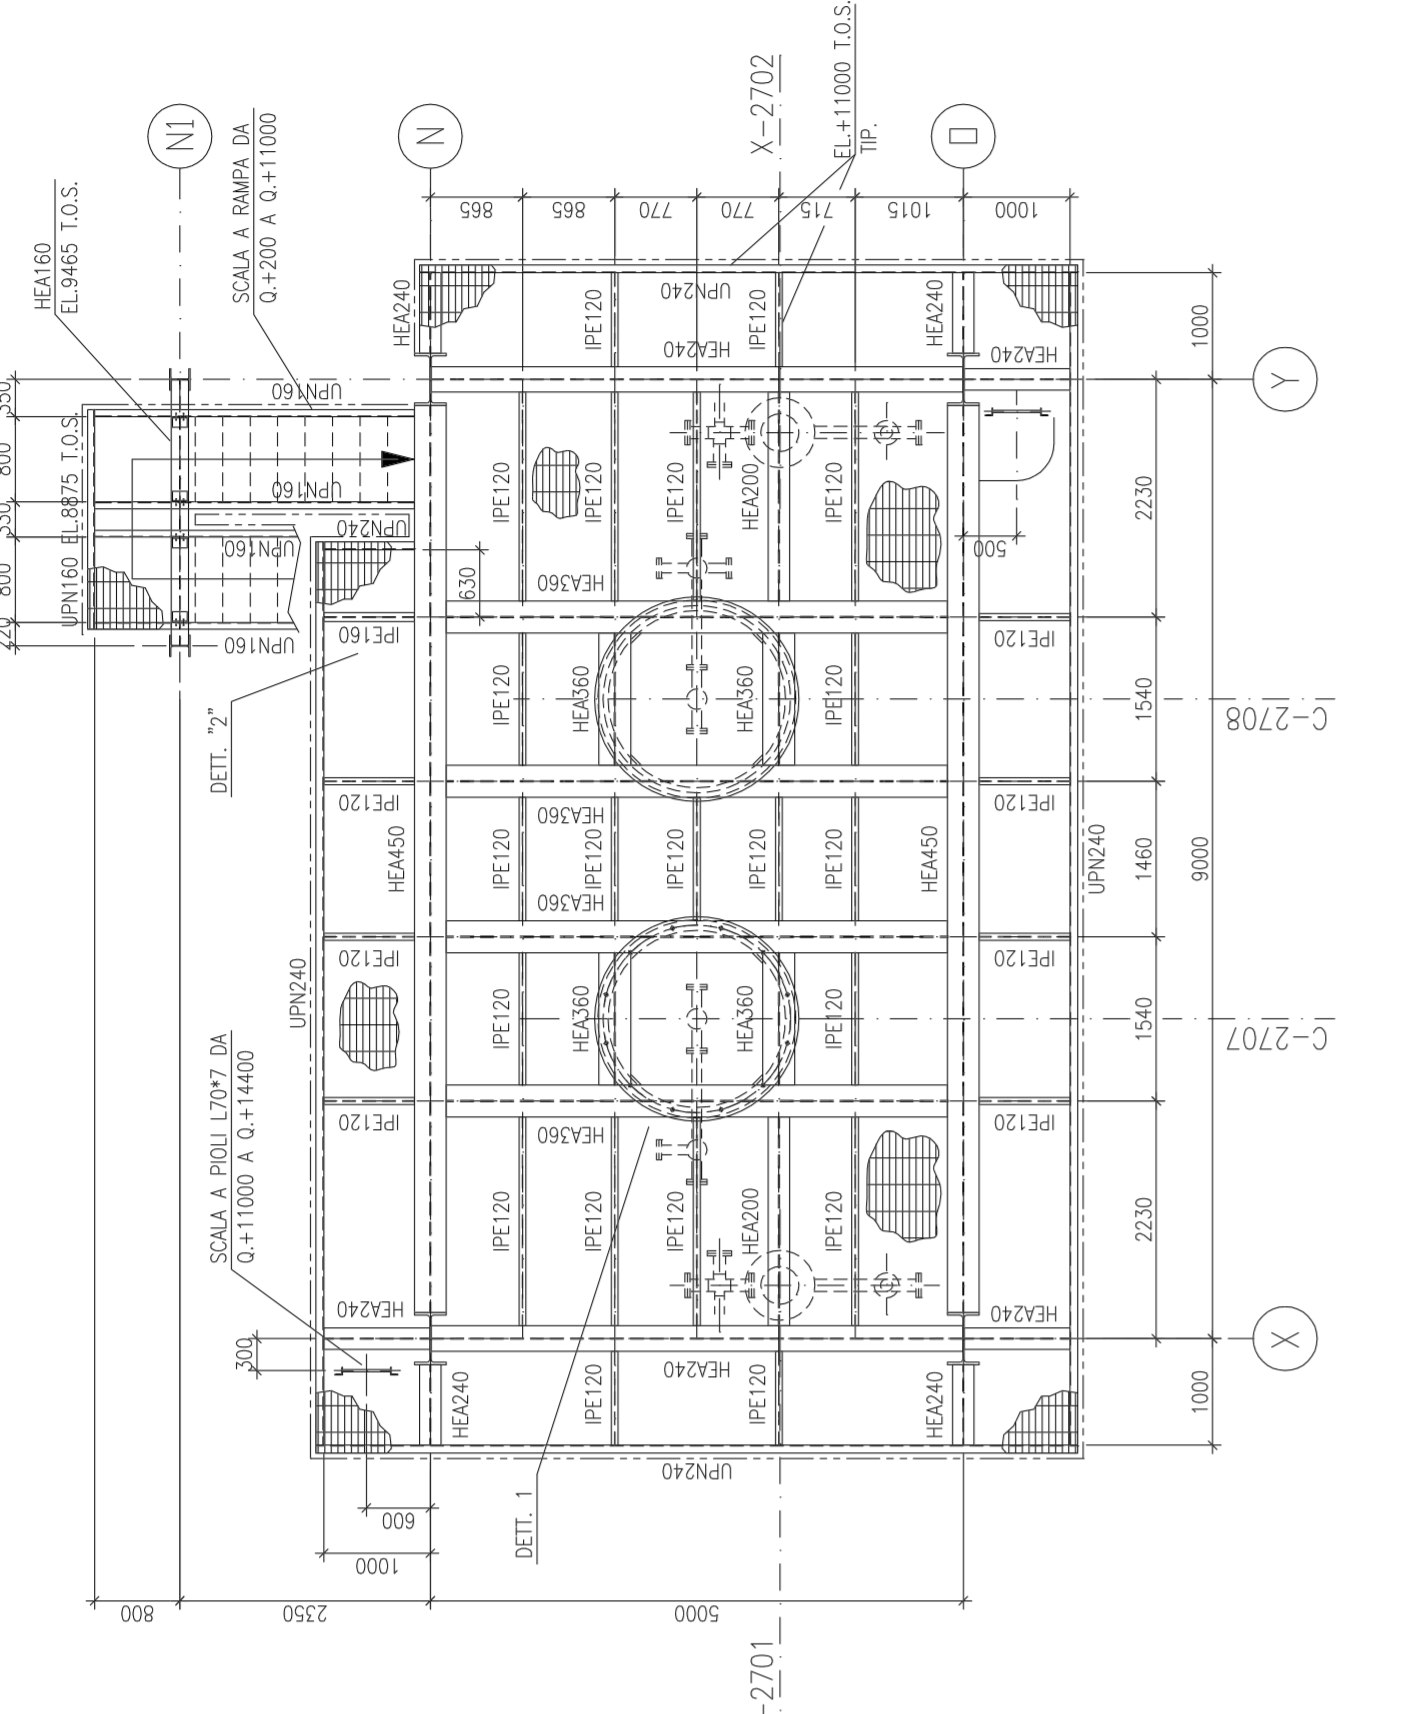 N1
N
X-2702
EL.+11000 T.O.S.
TIP.
HEA160
EL.9465 T.O.S.
SCALA A RAMPA DA
Q.+200 A Q.+11000
865
865
770
770
715
1015
1000
HEA240
IPE120
UPN240
HEA240
IPE120
HEA240
HEA240
1000
Y
800
800
UPN160 EL.8875 T.O.S.
UPN160
UPN160
UPN240
UPN160
UPN160
630
HEA360
IPE120
IPE120
IPE120
HEA200
IPE120
500
2230
IPE160
IPE120
DETT. "2"
IPE120
HEA360
HEA360
IPE120
1540
C-2708
IPE120
HEA360
IPE120
HEA450
IPE120
IPE120
IPE120
IPE120
IPE120
HEA450
UPN240
1460
9000
HEA360
IPE120
IPE120
UPN240
IPE120
HEA360
HEA360
IPE120
1540
C-2707
SCALA A PIOLI L70*7 DA
Q.+11000 A Q.+14400
IPE120
HEA360
IPE120
IPE120
IPE120
IPE120
HEA200
IPE120
2230
HEA240
HEA240
300
X
HEA240
IPE120
HEA240
IPE120
HEA240
1000
UPN240
600
1000
DETT. 1
800
2350
5000
-2701